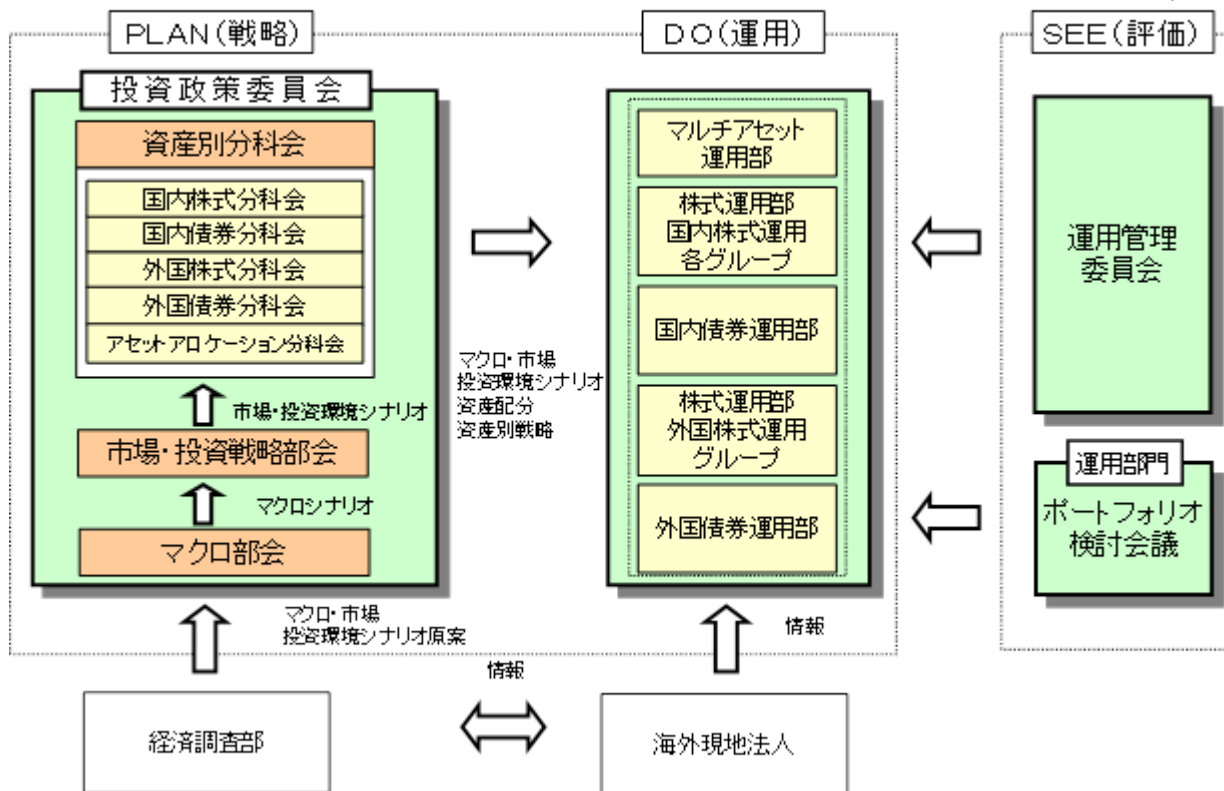 PLAN(戦略)
投資政策委員会
資産別分科会
国内株式分科会
国内債券分科会
外国株式分科会
外国債券分科会
アセットアロケーション分科会
市場・投資環境シナリオ
市場・投資戦略部会
マクロシナリオ
マクロ部会
マクロ・市場
投資環境シナリオ
資産配分
資産別戦略
DO(運用)
マルチアセット
運用部
株式運用部
国内株式運用
各グループ
国内債券運用部
株式運用部
外国株式運用
グループ
外国債券運用部
SEE(評価)
運用管理
委員会
運用部門
ポートフォリオ
検討会議
マクロ・市場
投資環境シナリオ原案
情報
情報
経済調査部
海外現地法人